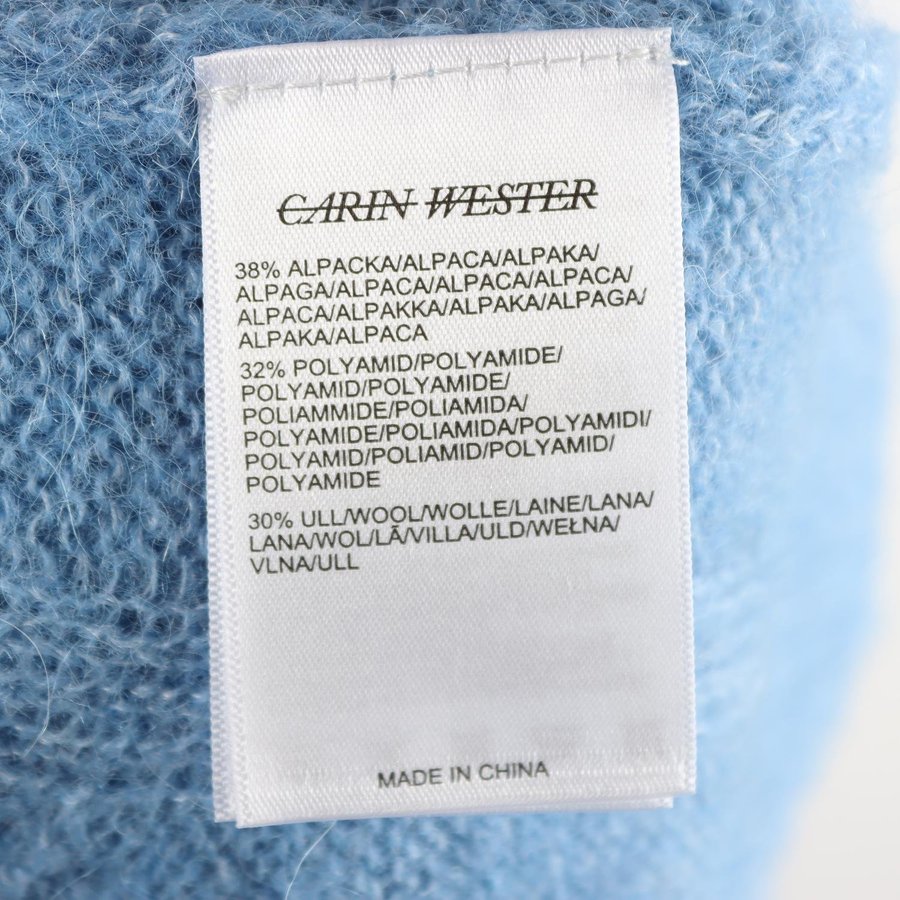 CARIN WESTER
38% ALPACKA/ALPACA/ALPAKA/
ALPAGA/ALPACA/ALPACA/ALPACA/
ALPACA/ALPAKKA/ALPAKA/ALPAGA/
ALPAKA/ALPACA
32% POLYAMID/POLYAMIDE/
POLYAMID/POLYAMIDE/
POLIAMMIDE/POLIAMIDA/
POLYAMIDE/POLIAMIDA/POLYAMIDI/
POLYAMID/POLIAMID/POLYAMID/
POLYAMIDE
30% ULL/WOOL/WOLLE/LAINE/LANA/
LANA/WOL/LÃ/VILLA/ULD/WEŁNA/
VLNA/ULL
MADE IN CHINA